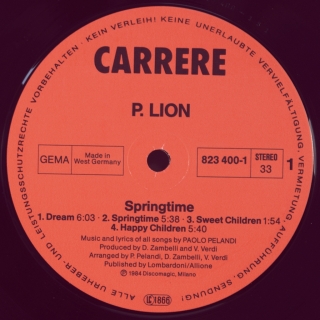 ALLE URHEBER- UND LEISTUNGSSCHUTZRECHTE VORBEHALTEN · KEIN VERLEIH! KEINE UNERLAUBTE VERVIELFÄLTIGUNG, VERMIETUNG, AUFFÜHRUNG, SENDUNG!
CARRERE
P. LION
GEMA
Made in
West Germany
823 400-1
STEREO
33
1
Springtime
1. Dream 6:03 · 2. Springtime 5:38 · 3. Sweet Children 1:54
4. Happy Children 5:40
Music and lyrics of all songs by PAOLO PELANDI
Produced by D. Zambelli and V. Verdi
Arranged by P. Pelandi, D. Zambelli, V. Verdi
Published by Lombardoni/Allione
Ⓟ 1984 Discomagic, Milano
LC 1866